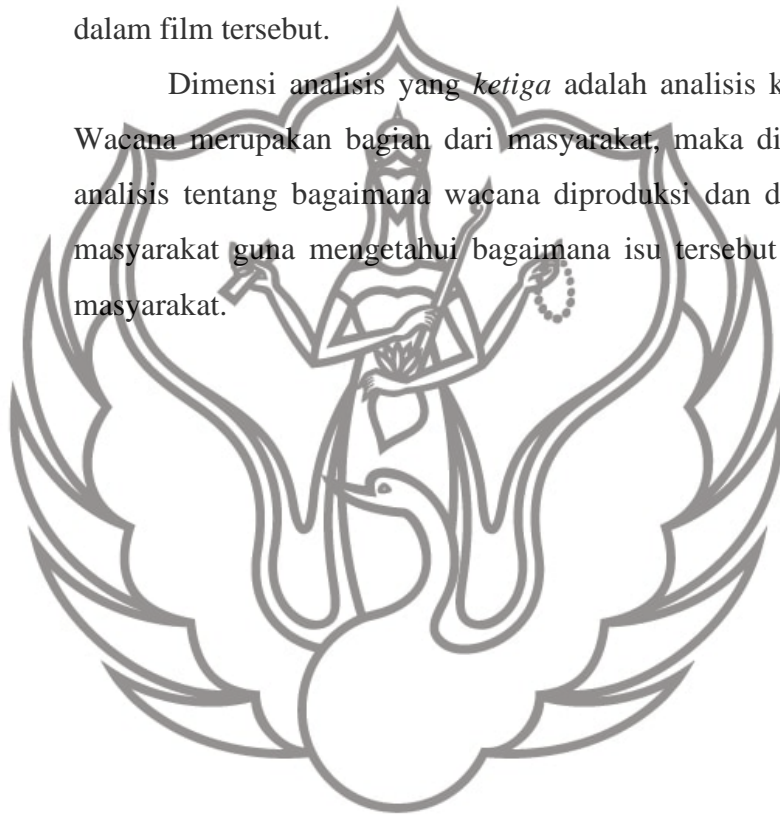 dalam film tersebut.
Dimensi analisis yang ketiga adalah analisis k
Wacana merupakan bagian dari masyarakat, maka di
analisis tentang bagaimana wacana diproduksi dan d
masyarakat guna mengetahui bagaimana isu tersebut
masyarakat.